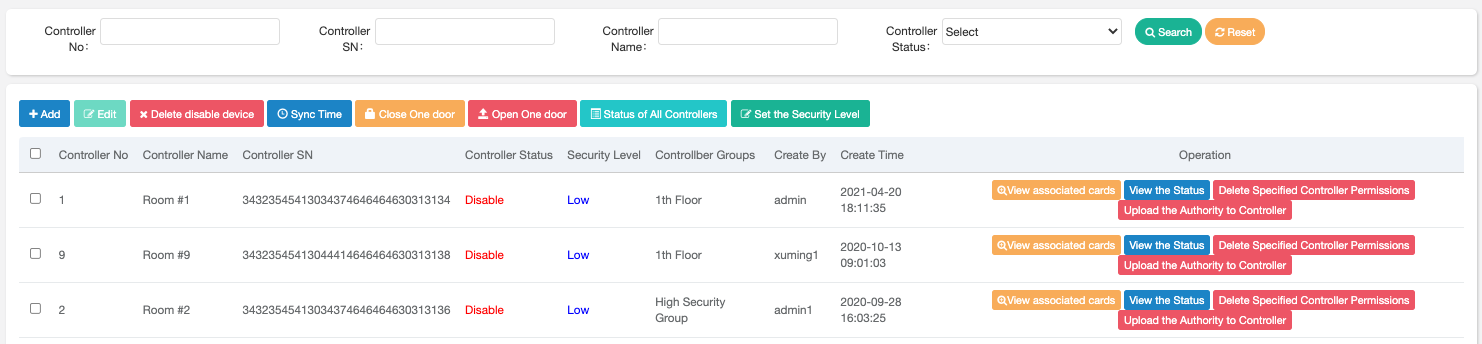 Controller No： Controller SN： Controller Name： Controller Status： Select Search Reset
Add Edit Delete disable device Sync Time Close One door Open One door Status of All Controllers Set the Security Level
Controller No Controller Name Controller SN Controller Status Security Level Controllber Groups Create By Create Time Operation
1 Room #1 34323545413034374646464630313134 Disable Low 1th Floor admin 2021-04-20 18:11:35 View associated cards View the Status Delete Specified Controller Permissions
Upload the Authority to Controller
9 Room #9 34323545413044414646464630313138 Disable Low 1th Floor xuming1 2020-10-13 09:01:03 View associated cards View the Status Delete Specified Controller Permissions
Upload the Authority to Controller
2 Room #2 34323545413034374646464630313136 Disable Low High Security Group admin1 2020-09-28 16:03:25 View associated cards View the Status Delete Specified Controller Permissions
Upload the Authority to Controller